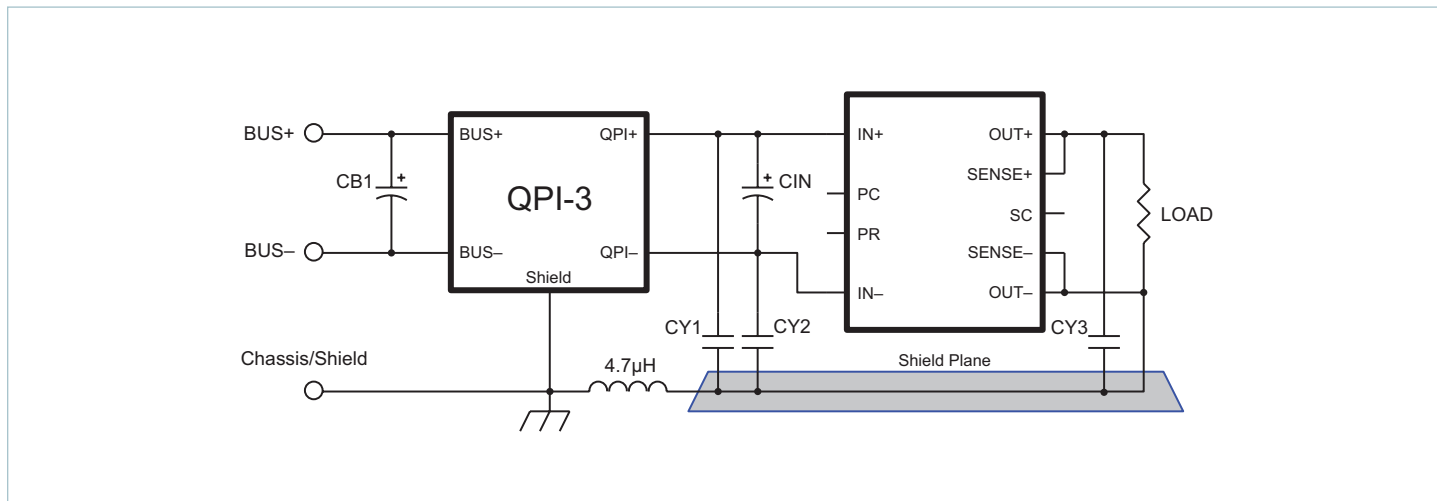 BUS+
BUS+
QPI+
IN+
OUT+
CB1
+
QPI-3
+
CIN
PC
SENSE+
SC
LOAD
PR
BUS–
BUS–
QPI–
SENSE–
Shield
IN–
OUT–
CY1
CY2
CY3
Chassis/Shield
4.7μH
Shield Plane